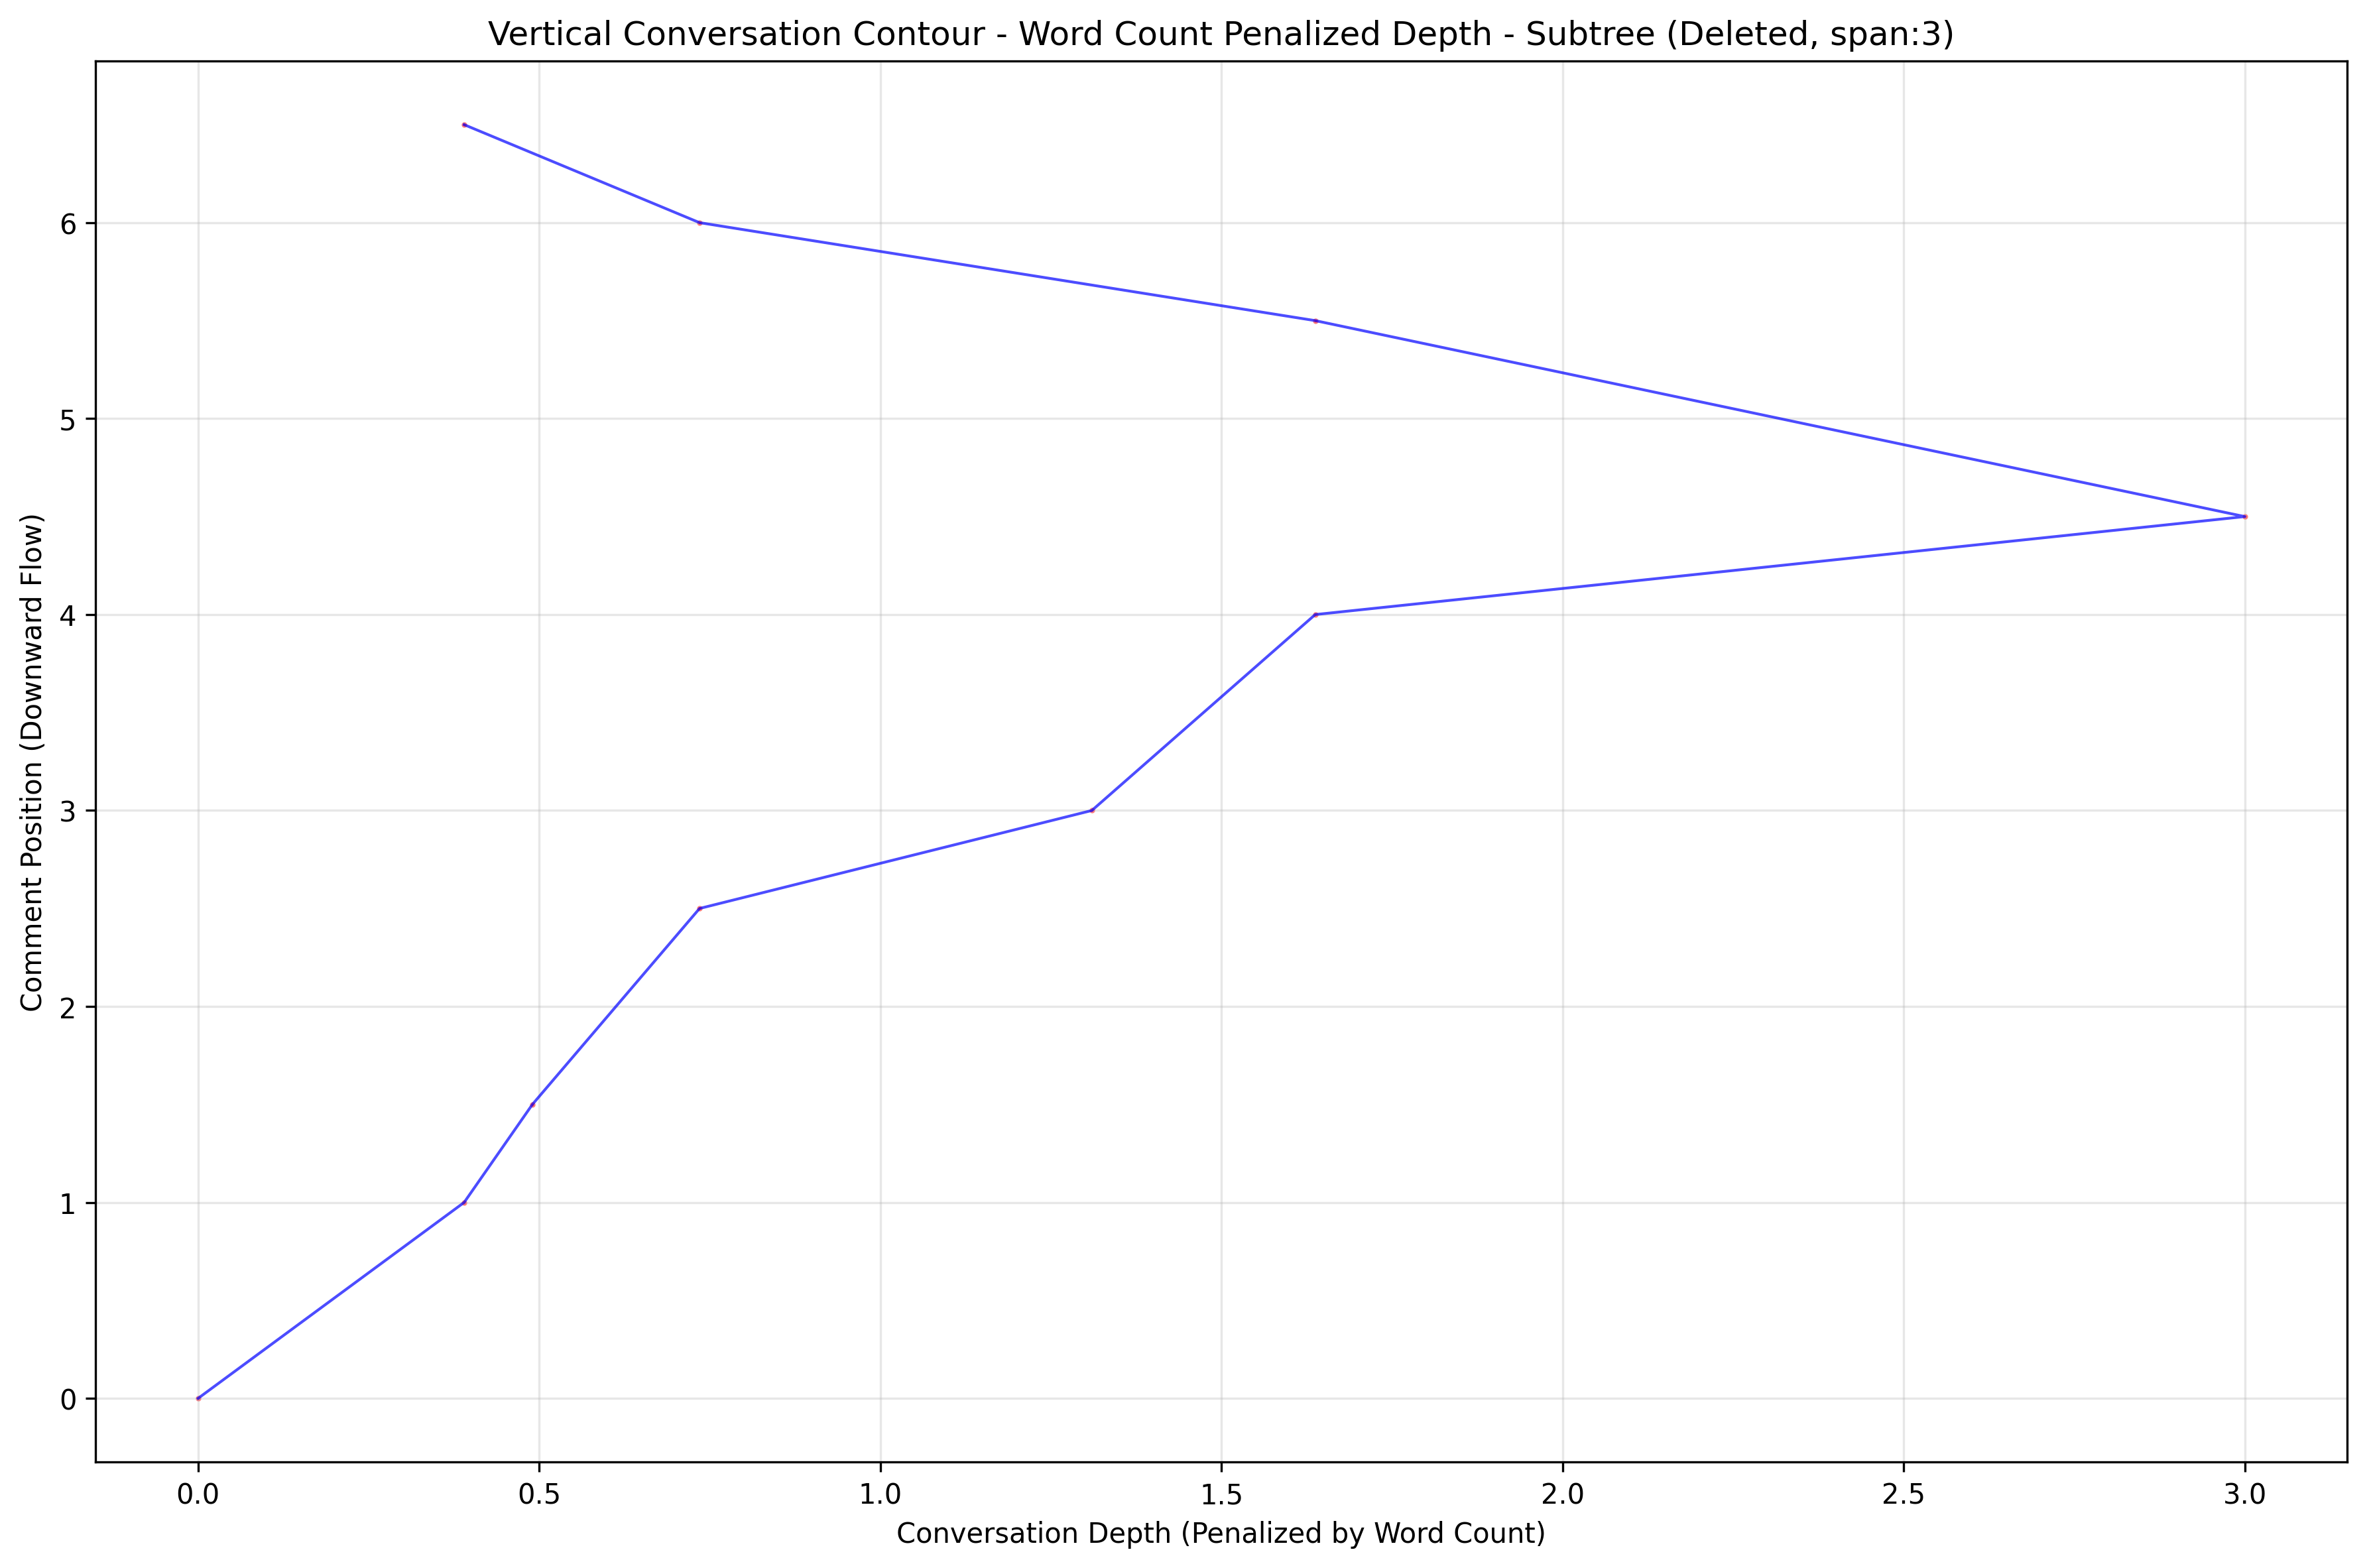 Vertical Conversation Contour - Word Count Penalized Depth - Subtree (Deleted, span:3)
Comment Position (Downward Flow)
6
5
4
3
2
1
0
0.0 0.5 1.0 1.5 2.0 2.5 3.0
Conversation Depth (Penalized by Word Count)